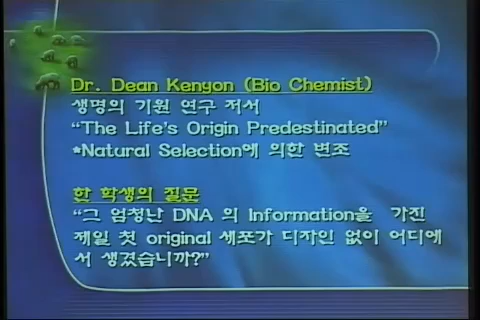 Dr. Dean Kenyon (Bio Chemist)
생명의 기원 연구 저서
“The Life's Origin Predestinated”
*Natural Selection에 의한 변조
한 학생의 질문
“그 엄청난 DNA 의 Information을 가진
제일 첫 original 세포가 디자인 없이 어디에
서 생겼습니까?”